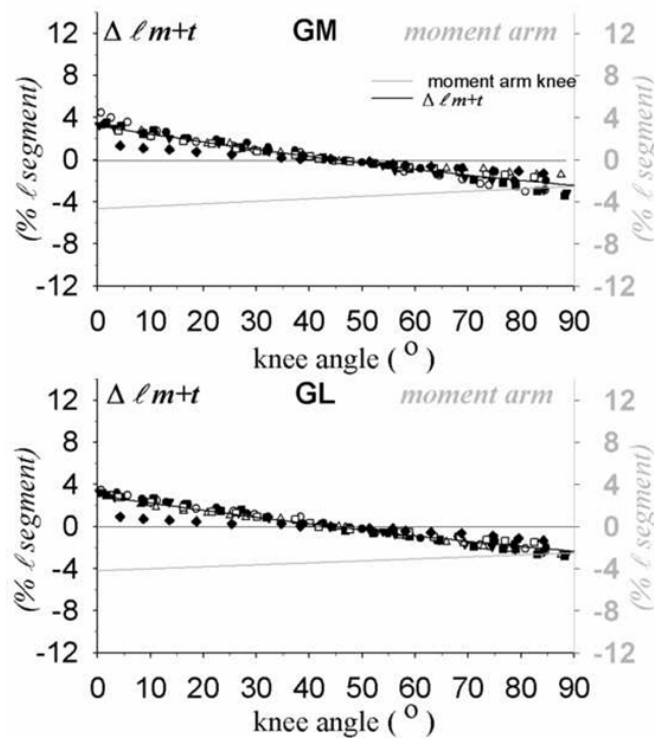 Δ ℓ m+t GM moment arm
12 12
8 moment arm knee 8
Δ ℓ m+t
4 4
0 0
-4 -4
-8 -8
-12 -12
(% ℓ segment) (% ℓ segment)
0 10 20 30 40 50 60 70 80 90
knee angle ( ° )
Δ ℓ m+t GL moment arm
12 12
8 8
4 4
0 0
-4 -4
-8 -8
-12 -12
(% ℓ segment) (% ℓ segment)
0 10 20 30 40 50 60 70 80 90
knee angle ( ° )